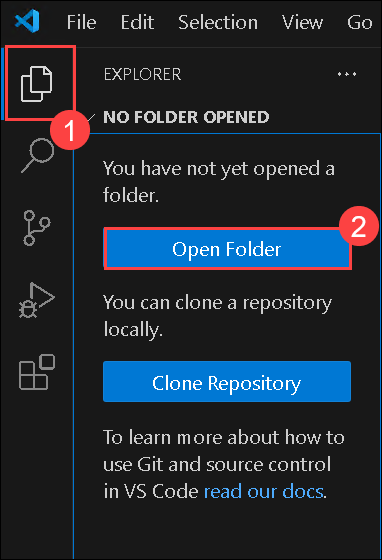 File Edit Selection View Go
EXPLORER ...
1
NO FOLDER OPENED
You have not yet opened a
folder.
2
Open Folder
You can clone a repository
locally.
Clone Repository
To learn more about how to
use Git and source control
in VS Code read our docs.